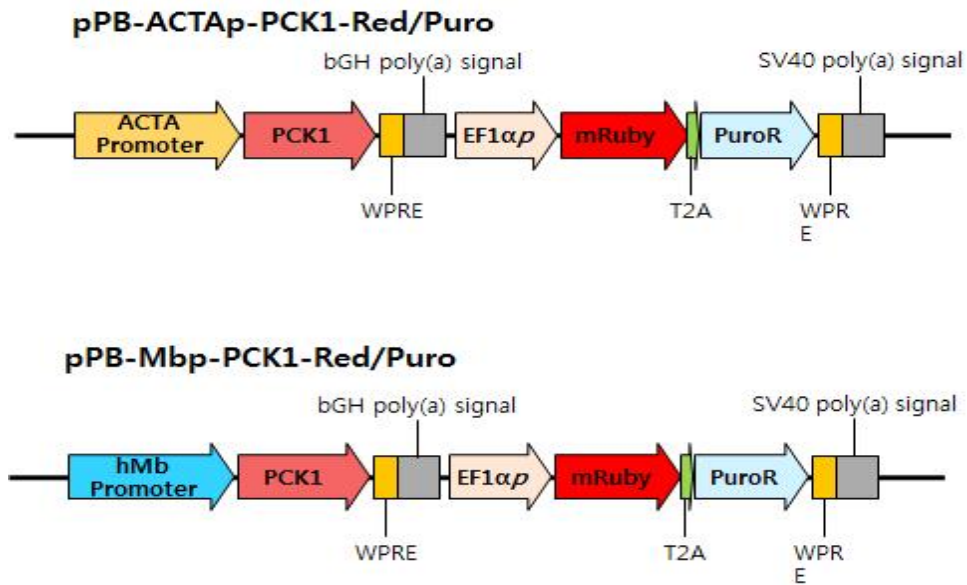 pPB-ACTAp-PCK1-Red/Puro
bGH poly(a) signal
SV40 poly(a) signal
ACTA
Promoter
PCK1
EF1αp
mRuby
PuroR
WPRE
T2A
WPR
E
pPB-Mbp-PCK1-Red/Puro
bGH poly(a) signal
SV40 poly(a) signal
hMb
Promoter
PCK1
EF1αp
mRuby
PuroR
WPRE
T2A
WPR
E